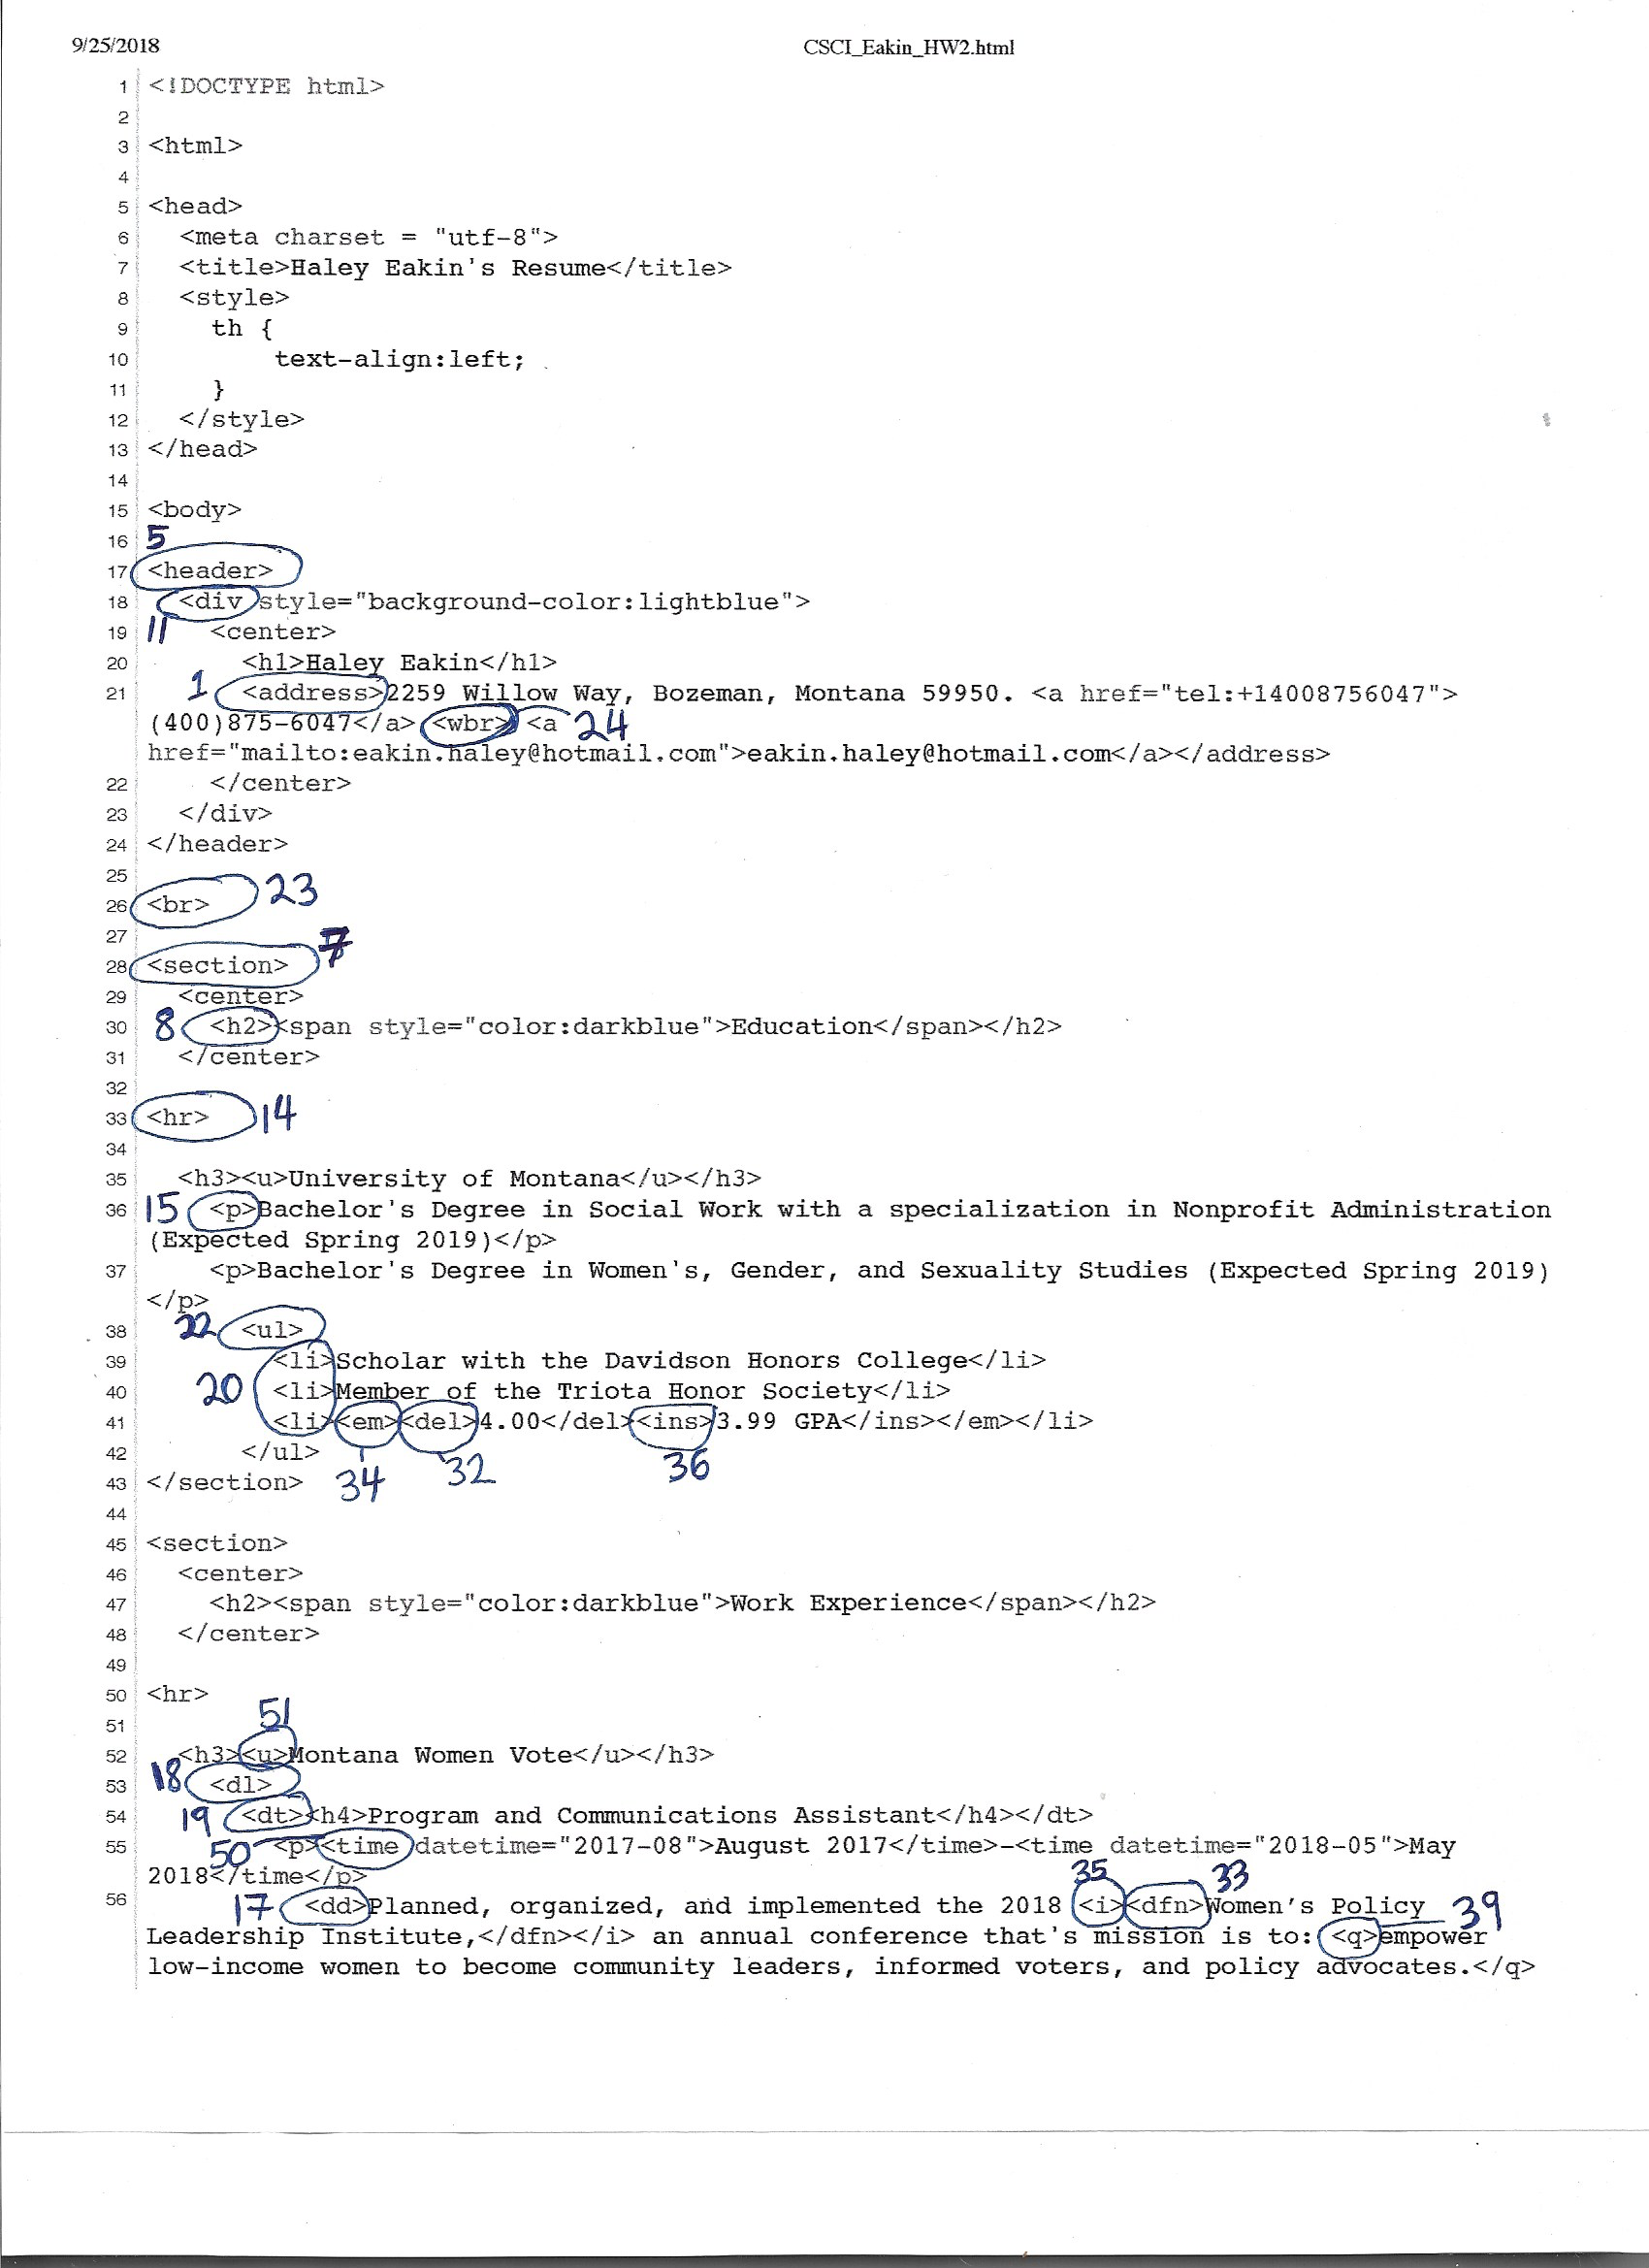 9/25/2018 CSCI_Eakin_HW2.html
1 <!DOCTYPE html>
2
3 <html>
4
5 <head>
6 <meta charset = "utf-8">
7 <title>Haley Eakin's Resume</title>
8 <style>
9 th {
10 text-align:left;
11 }
12 </style>
13 </head>
14
15 <body>
16 5
17 <header>
18 <div style="background-color:lightblue">
19 11 <center>
20 <h1>Haley Eakin</h1>
21 1 <address>2259 Willow Way, Bozeman, Montana 59950. <a href="tel:+14008756047">
(400)875-6047</a> <wbr> <a 24
href="mailto:eakin.haley@hotmail.com">eakin.haley@hotmail.com</a></address>
22 </center>
23 </div>
24 </header>
25
26 <br> 23
27
28 <section> 7
29 <center>
30 8 <h2><span style="color:darkblue">Education</span></h2>
31 </center>
32
33 <hr> 14
34
35 <h3><u>University of Montana</u></h3>
36 15 <p>Bachelor's Degree in Social Work with a specialization in Nonprofit Administration
(Expected Spring 2019)</p>
37 <p>Bachelor's Degree in Women's, Gender, and Sexuality Studies (Expected Spring 2019)
</p>
38 22 <ul>
39 <li>Scholar with the Davidson Honors College</li>
40 20 <li>Member of the Triota Honor Society</li>
41 <li><em><del>4.00</del><ins>3.99 GPA</ins></em></li>
42 </ul> 32 36
43 </section> 34
44
45 <section>
46 <center>
47 <h2><span style="color:darkblue">Work Experience</span></h2>
48 </center>
49
50 <hr>
51 51
52 <h3><u>Montana Women Vote</u></h3>
53 18 <dl>
54 19 <dt><h4>Program and Communications Assistant</h4></dt>
55 50 <p><time datetime="2017-08">August 2017</time>-<time datetime="2018-05">May
2018</time</p> 35 33
56 17 <dd>Planned, organized, and implemented the 2018 <i><dfn>Women's Policy 39
Leadership Institute,</dfn></i> an annual conference that's mission is to: <q>empower
low-income women to become community leaders, informed voters, and policy advocates.</q>